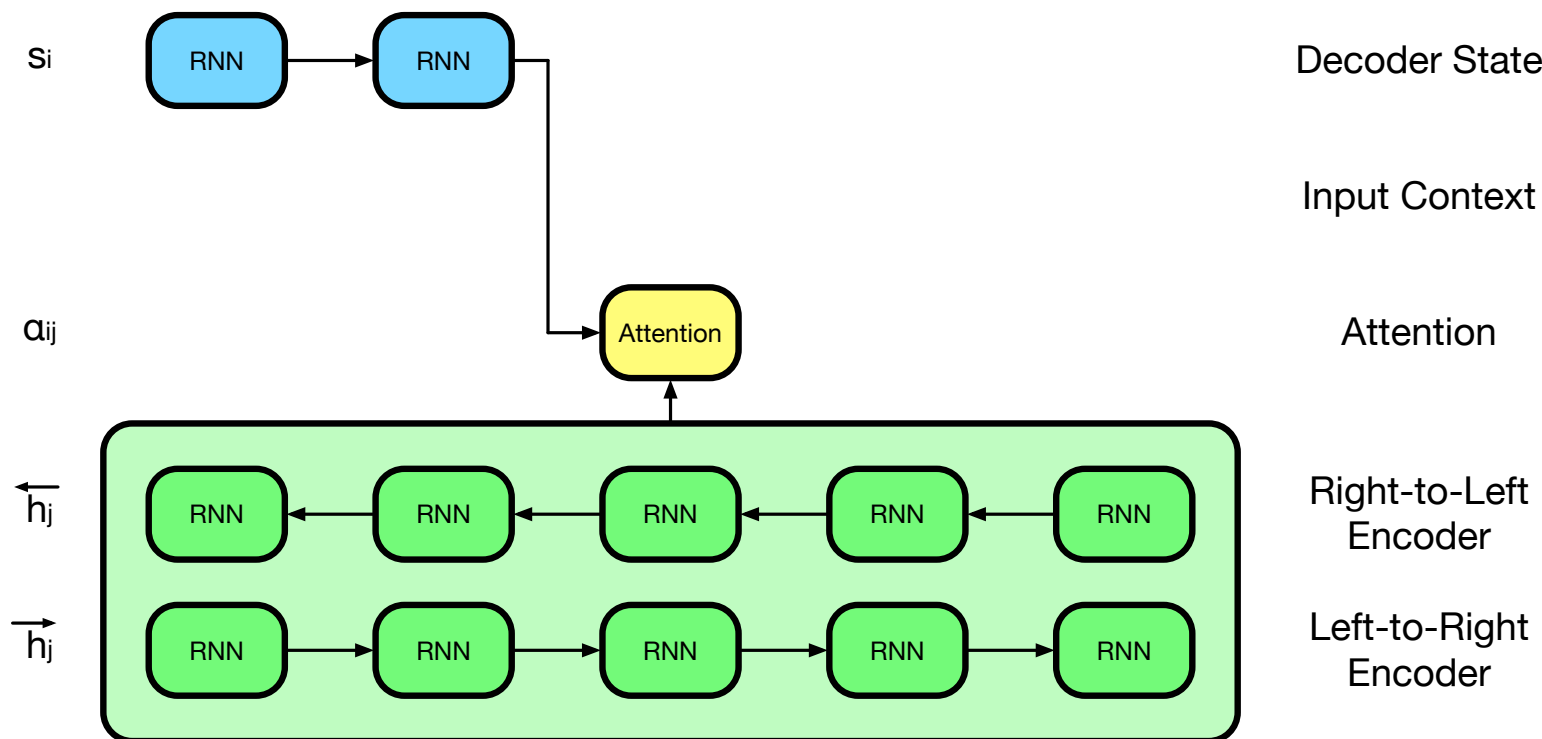 si RNN RNN Decoder State
Input Context
αij Attention Attention
hj RNN RNN RNN RNN RNN Right-to-Left
Encoder
hj RNN RNN RNN RNN RNN Left-to-Right
Encoder